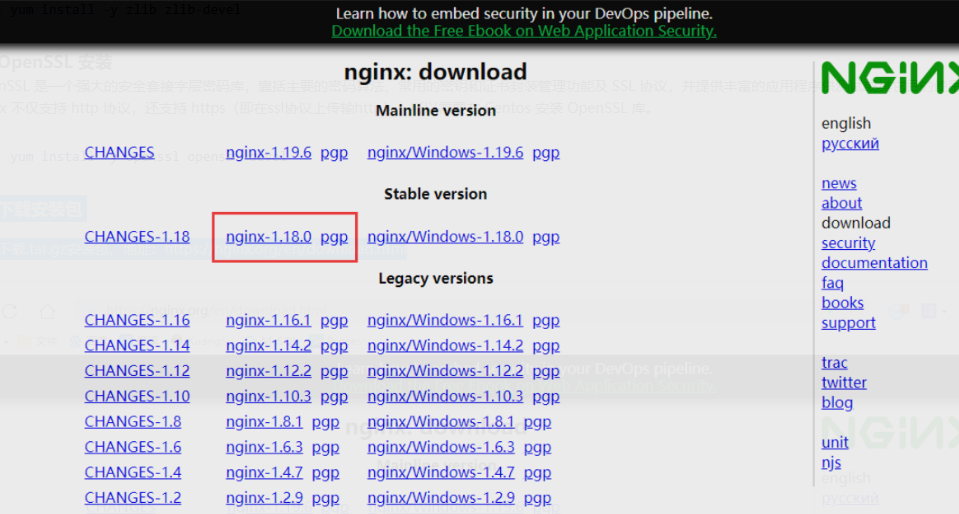 yum install -y zlib zlib-devel
Learn how to embed security in your DevOps pipeline.
Download the Free Ebook on Web Application Security.
OpenSSL 安装
nginx: download
Mainline version
CHANGES nginx-1.19.6 pgp nginx/Windows-1.19.6 pgp
Stable version
CHANGES-1.18 nginx-1.18.0 pgp nginx/Windows-1.18.0 pgp
Legacy versions
CHANGES-1.16 nginx-1.16.1 pgp nginx/Windows-1.16.1 pgp
CHANGES-1.14 nginx-1.14.2 pgp nginx/Windows-1.14.2 pgp
CHANGES-1.12 nginx-1.12.2 pgp nginx/Windows-1.12.2 pgp
CHANGES-1.10 nginx-1.10.3 pgp nginx/Windows-1.10.3 pgp
CHANGES-1.8 nginx-1.8.1 pgp nginx/Windows-1.8.1 pgp
CHANGES-1.6 nginx-1.6.3 pgp nginx/Windows-1.6.3 pgp
CHANGES-1.4 nginx-1.4.7 pgp nginx/Windows-1.4.7 pgp
CHANGES-1.2 nginx-1.2.9 pgp nginx/Windows-1.2.9 pgp
NGINX
english
русский
news
about
download
security
documentation
faq
books
support
trac
twitter
blog
unit
njs
english
русский